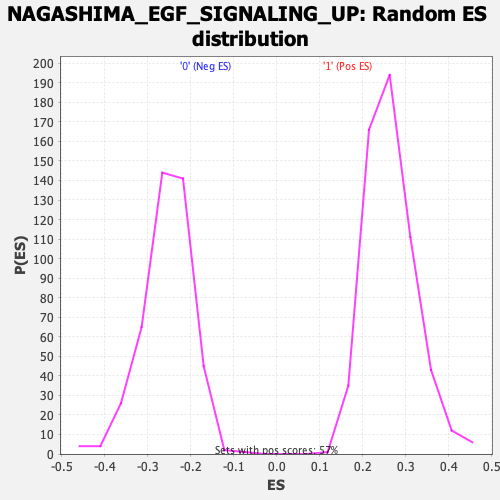 NAGASHIMA_EGF_SIGNALING_UP: Random ES
distribution
'0' (Neg ES)
'1' (Pos ES)
200
190
180
170
160
150
140
130
120
110
100
90
80
70
60
50
40
30
20
10
0
P(ES)
Sets with pos scores: 57%
-0.5 -0.4 -0.3 -0.2 -0.1 0.0 0.1 0.2 0.3 0.4 0.5
ES